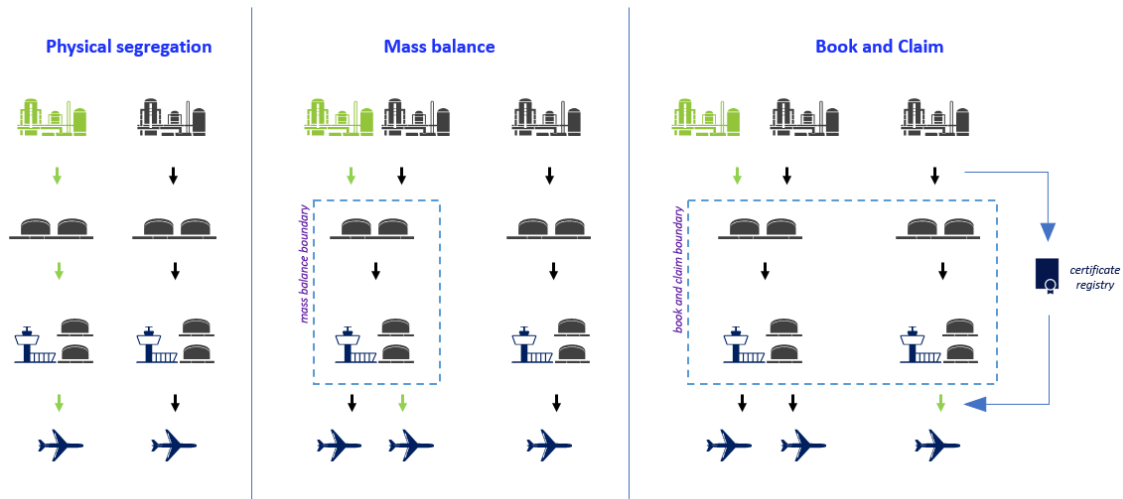 Physical segregation
Mass balance
Book and Claim
mass balance boundary
book and claim boundary
certificate
registry